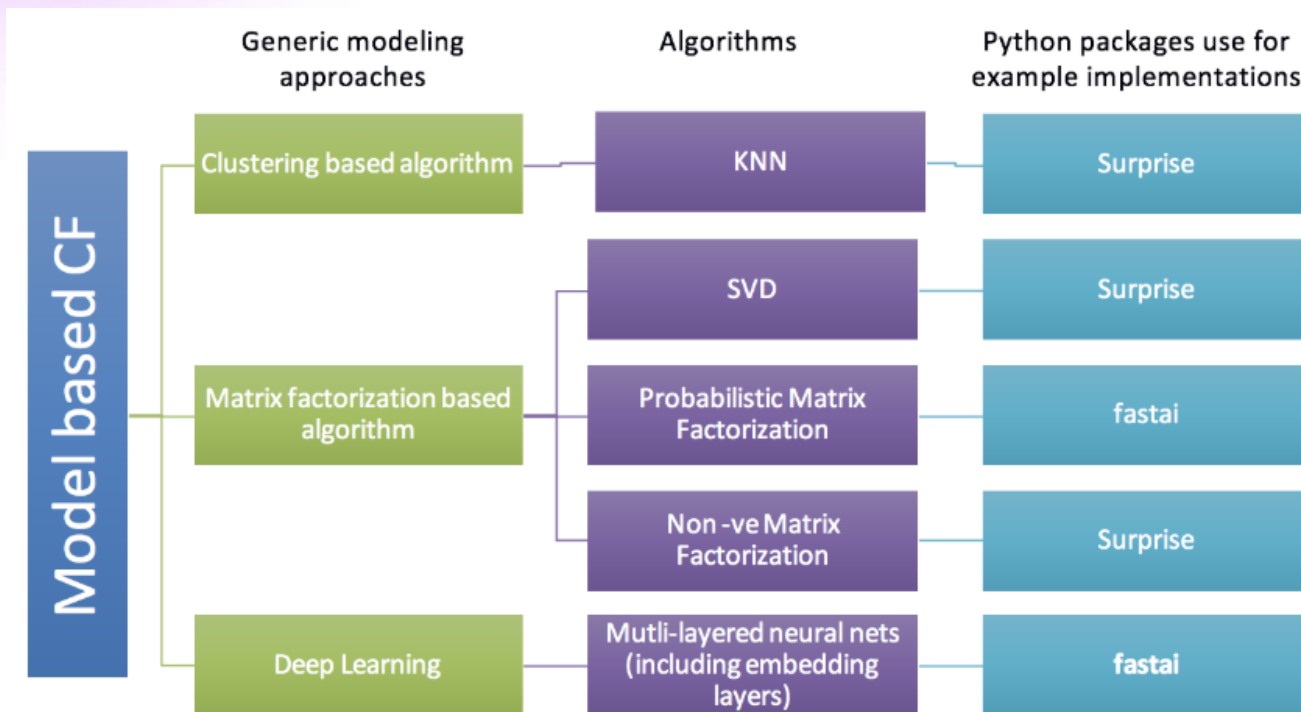 Generic modeling
approaches
Algorithms
Python packages use for
example implementations
Model based CF
Clustering based algorithm
KNN
Surprise
SVD
Surprise
Matrix factorization based
algorithm
Probabilistic Matrix
Factorization
fastai
Non -ve Matrix
Factorization
Surprise
Deep Learning
Mutli-layered neural nets
(including embedding
layers)
fastai